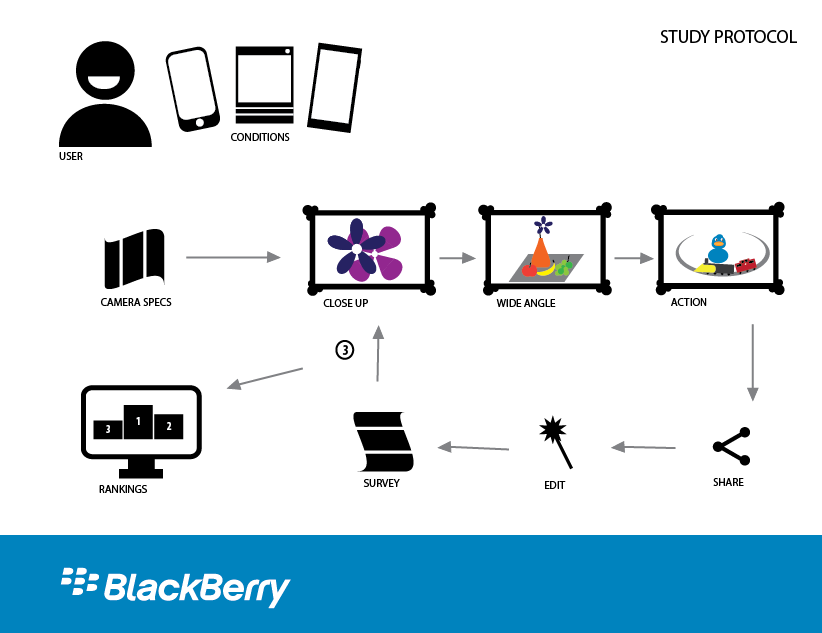 STUDY PROTOCOL
USER
CONDITIONS
CAMERA SPECS
CLOSE UP
WIDE ANGLE
ACTION
3
3
1
2
RANKINGS
SURVEY
EDIT
SHARE
BlackBerry